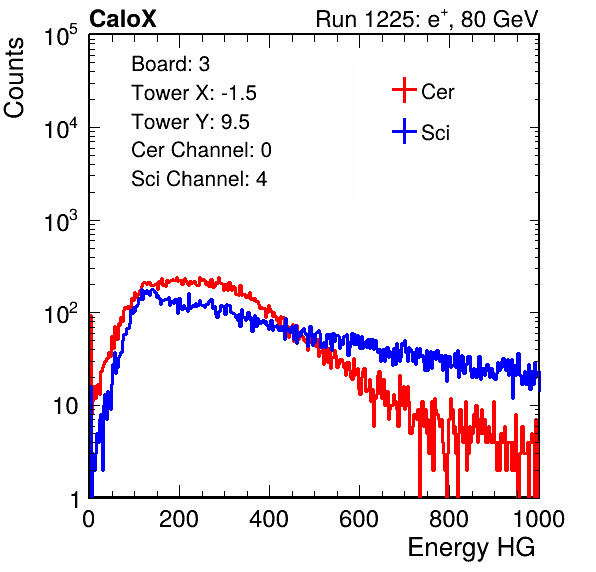 CaloX Run 1225: e⁺, 80 GeV
Counts
Board: 3
Tower X: -1.5
Tower Y: 9.5
Cer Channel: 0
Sci Channel: 4
Cer
Sci
10⁵
10⁴
10³
10²
10
1
0 200 400 600 800 1000
Energy HG